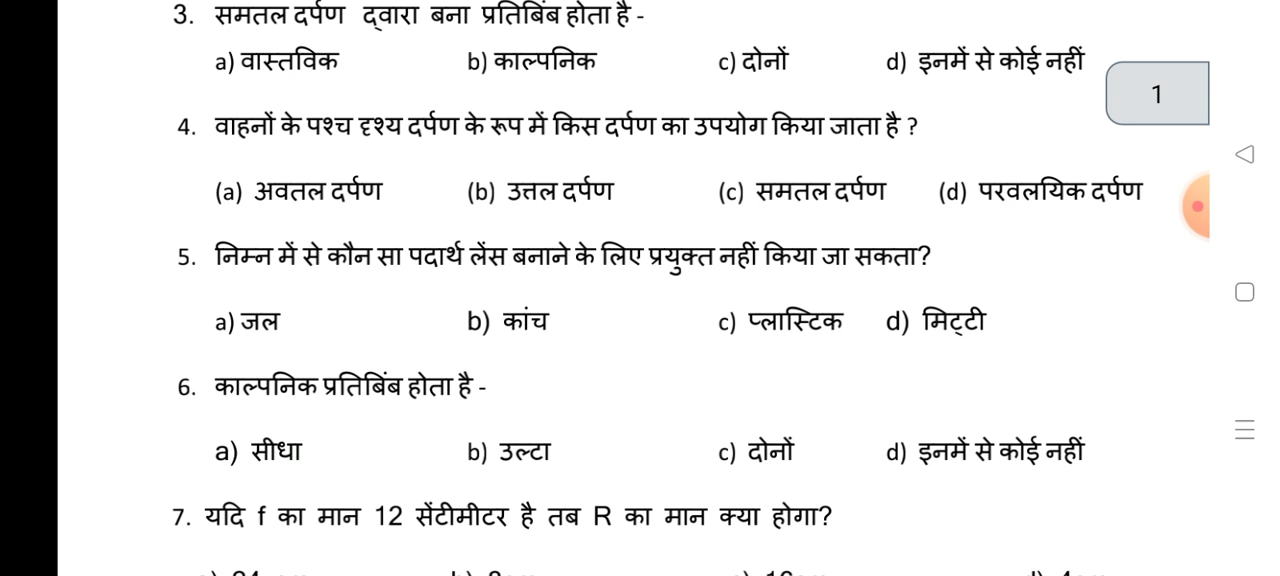 3. समतल दर्पण द्वारा बना प्रतिबिंब होता है -
a) वास्तविक b) काल्पनिक c) दोनों d) इनमें से कोई नहीं
1
4. वाहनों के पश्च दृश्य दर्पण के रूप में किस दर्पण का उपयोग किया जाता है ?
(a) अवतल दर्पण (b) उत्तल दर्पण (c) समतल दर्पण (d) परवलयिक दर्पण
5. निम्न में से कौन सा पदार्थ लेंस बनाने के लिए प्रयुक्त नहीं किया जा सकता?
a) जल b) कांच c) प्लास्टिक d) मिट्टी
6. काल्पनिक प्रतिबिंब होता है -
a) सीधा b) उल्टा c) दोनों d) इनमें से कोई नहीं
7. यदि f का मान 12 सेंटीमीटर है तब R का मान क्या होगा?